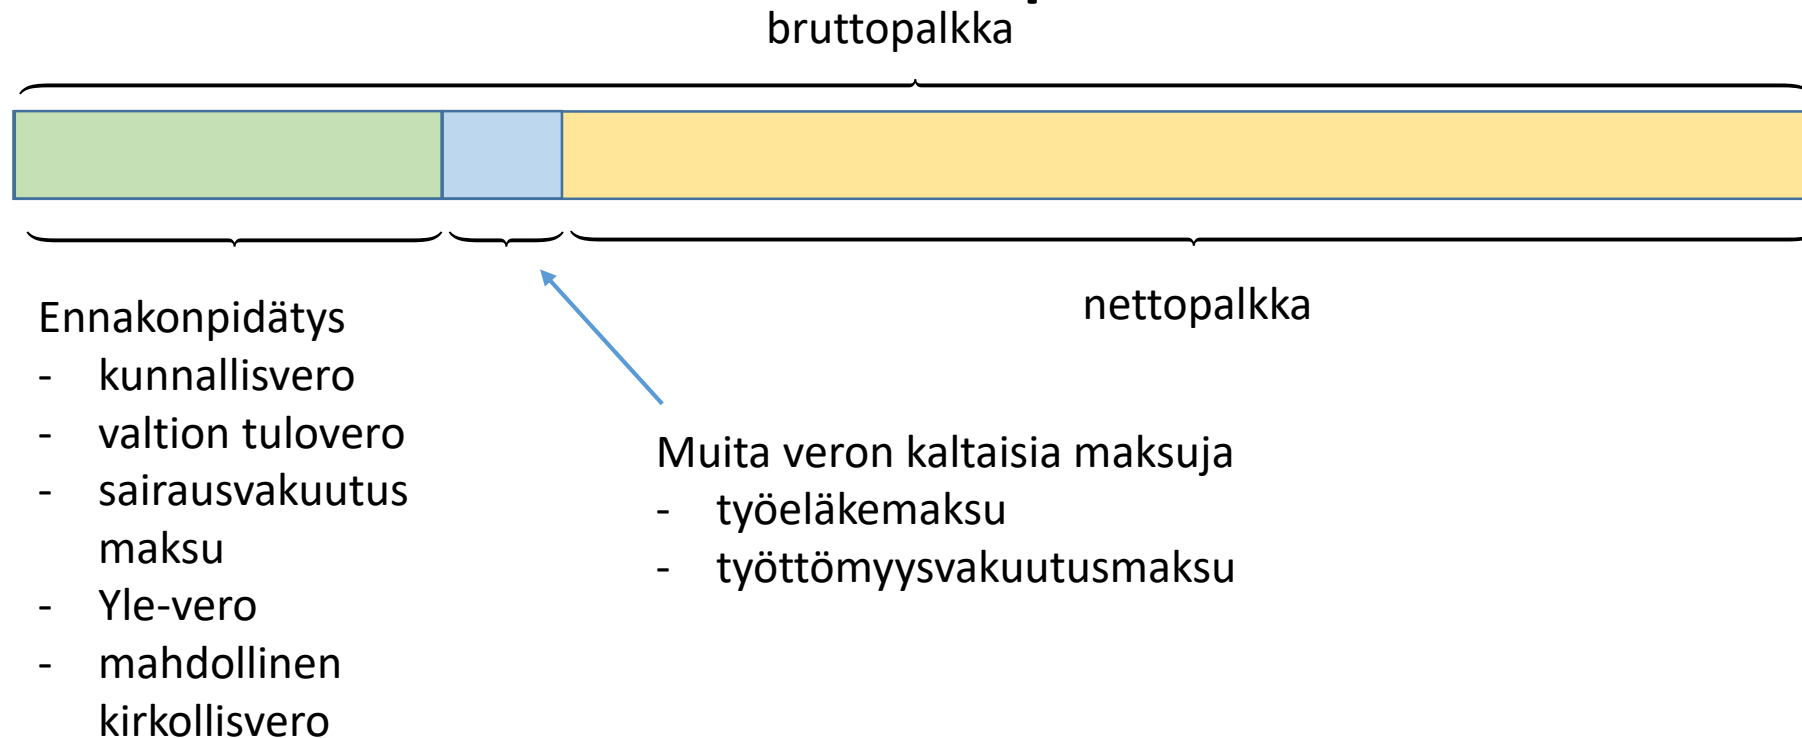 bruttopalkka
nettopalkka
Ennakonpidätys
- kunnallisvero
- valtion tulovero
- sairausvakuutus
maksu
- Yle-vero
- mahdollinen
kirkollisvero
Muita veron kaltaisia maksuja
- työeläkemaksu
- työttömyysvakuutusmaksu